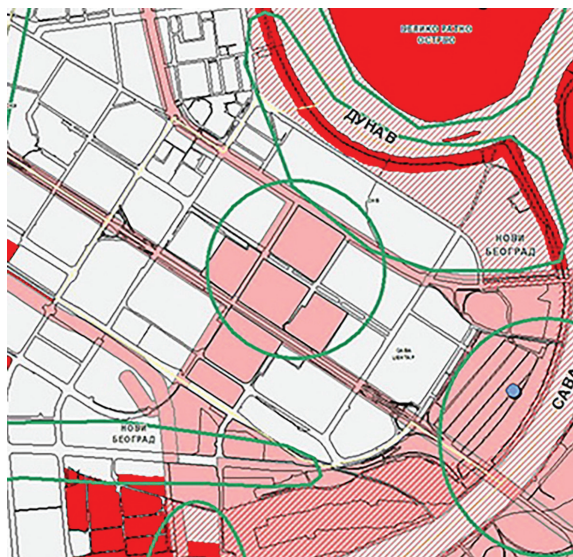 ВЕЛИКО РАТНО
ОСТРВО
ДУНАВ
НОВИ
БЕОГРАД
САВА
ЦЕНТАР
САВА
НОВИ
БЕОГРАД